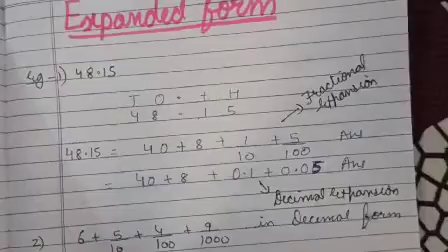 Expanded form
eg-1) 48.15
T O . t H
4 8 - 1 5
Fractional expansion
48.15 = 40 + 8 + 1/10 + 5/100 Ans
= 40 + 8 + 0.1 + 0.05 Ans
Decimal expansion
2) 6 + 5/10 + 4/100 + 9/1000 in Decimal form